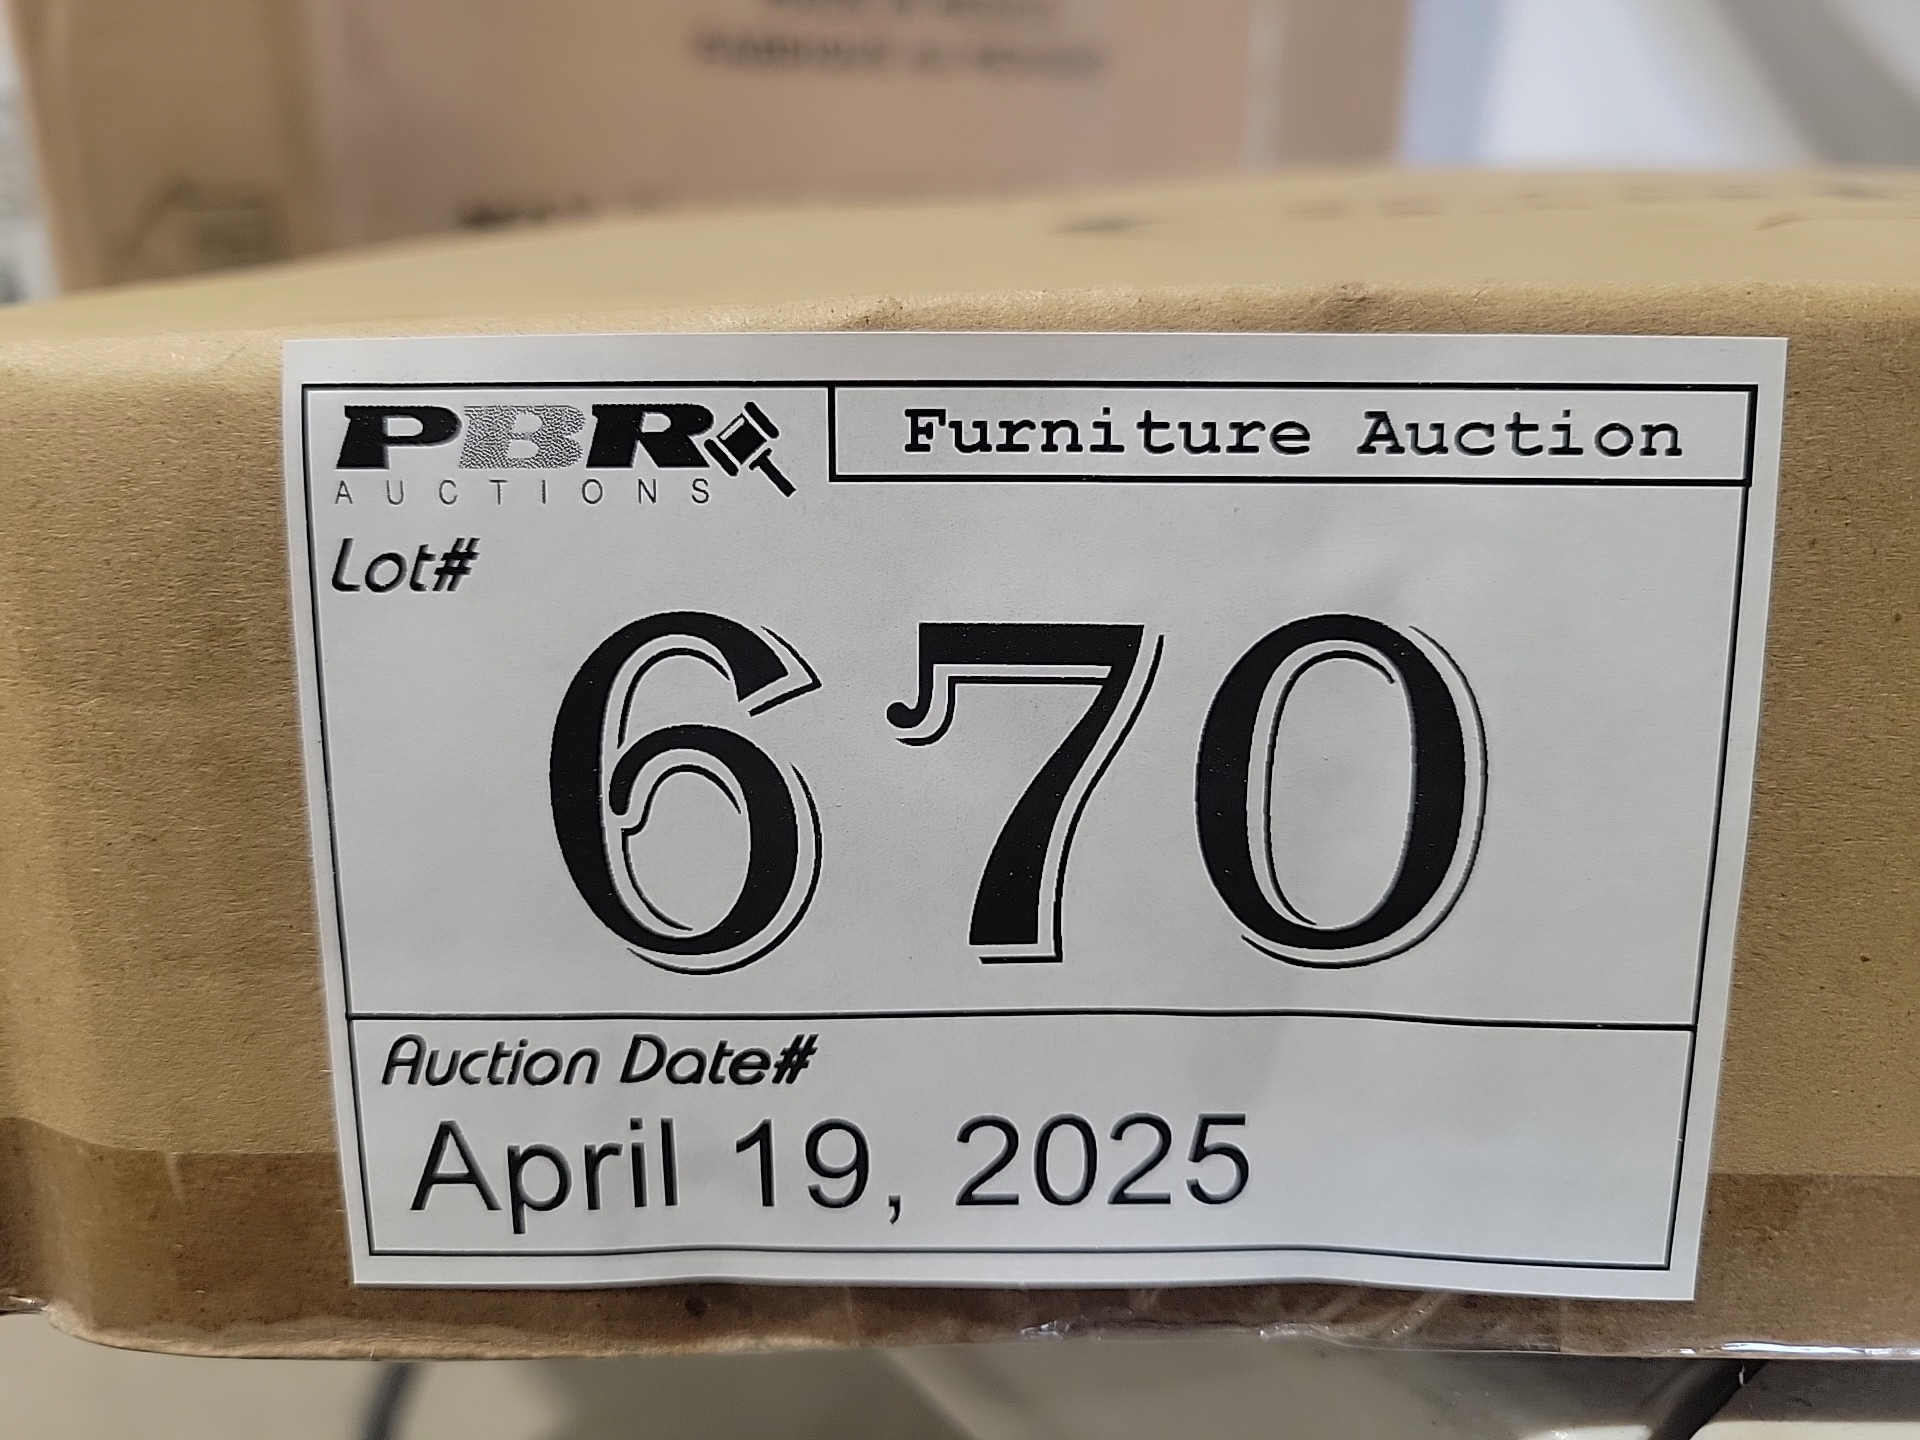 PBR
AUCTIONS
Furniture Auction
Lot#
670
Auction Date#
April 19, 2025